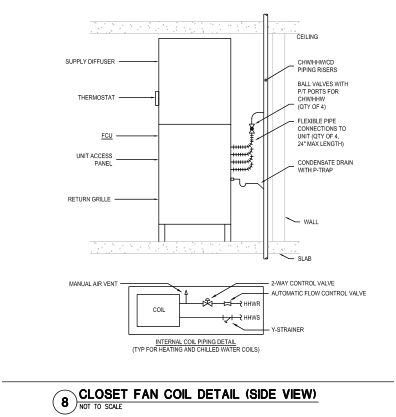 CEILING
SUPPLY DIFFUSER
CHW/HHW/CD
PIPING RISERS
BALL VALVES WITH
P/T PORTS FOR
CHW/HHW
(QTY OF 4)
THERMOSTAT
FLEXIBLE PIPE
CONNECTIONS TO
UNIT (QTY OF 4,
24" MAX LENGTH)
FCU
UNIT ACCESS
PANEL
CONDENSATE DRAIN
WITH P-TRAP
RETURN GRILLE
WALL
SLAB
MANUAL AIR VENT
2-WAY CONTROL VALVE
AUTOMATIC FLOW CONTROL VALVE
COIL
HHWR
HHWS
Y-STRAINER
INTERNAL COIL PIPING DETAIL
(TYP FOR HEATING AND CHILLED WATER COILS)
8 CLOSET FAN COIL DETAIL (SIDE VIEW)
NOT TO SCALE